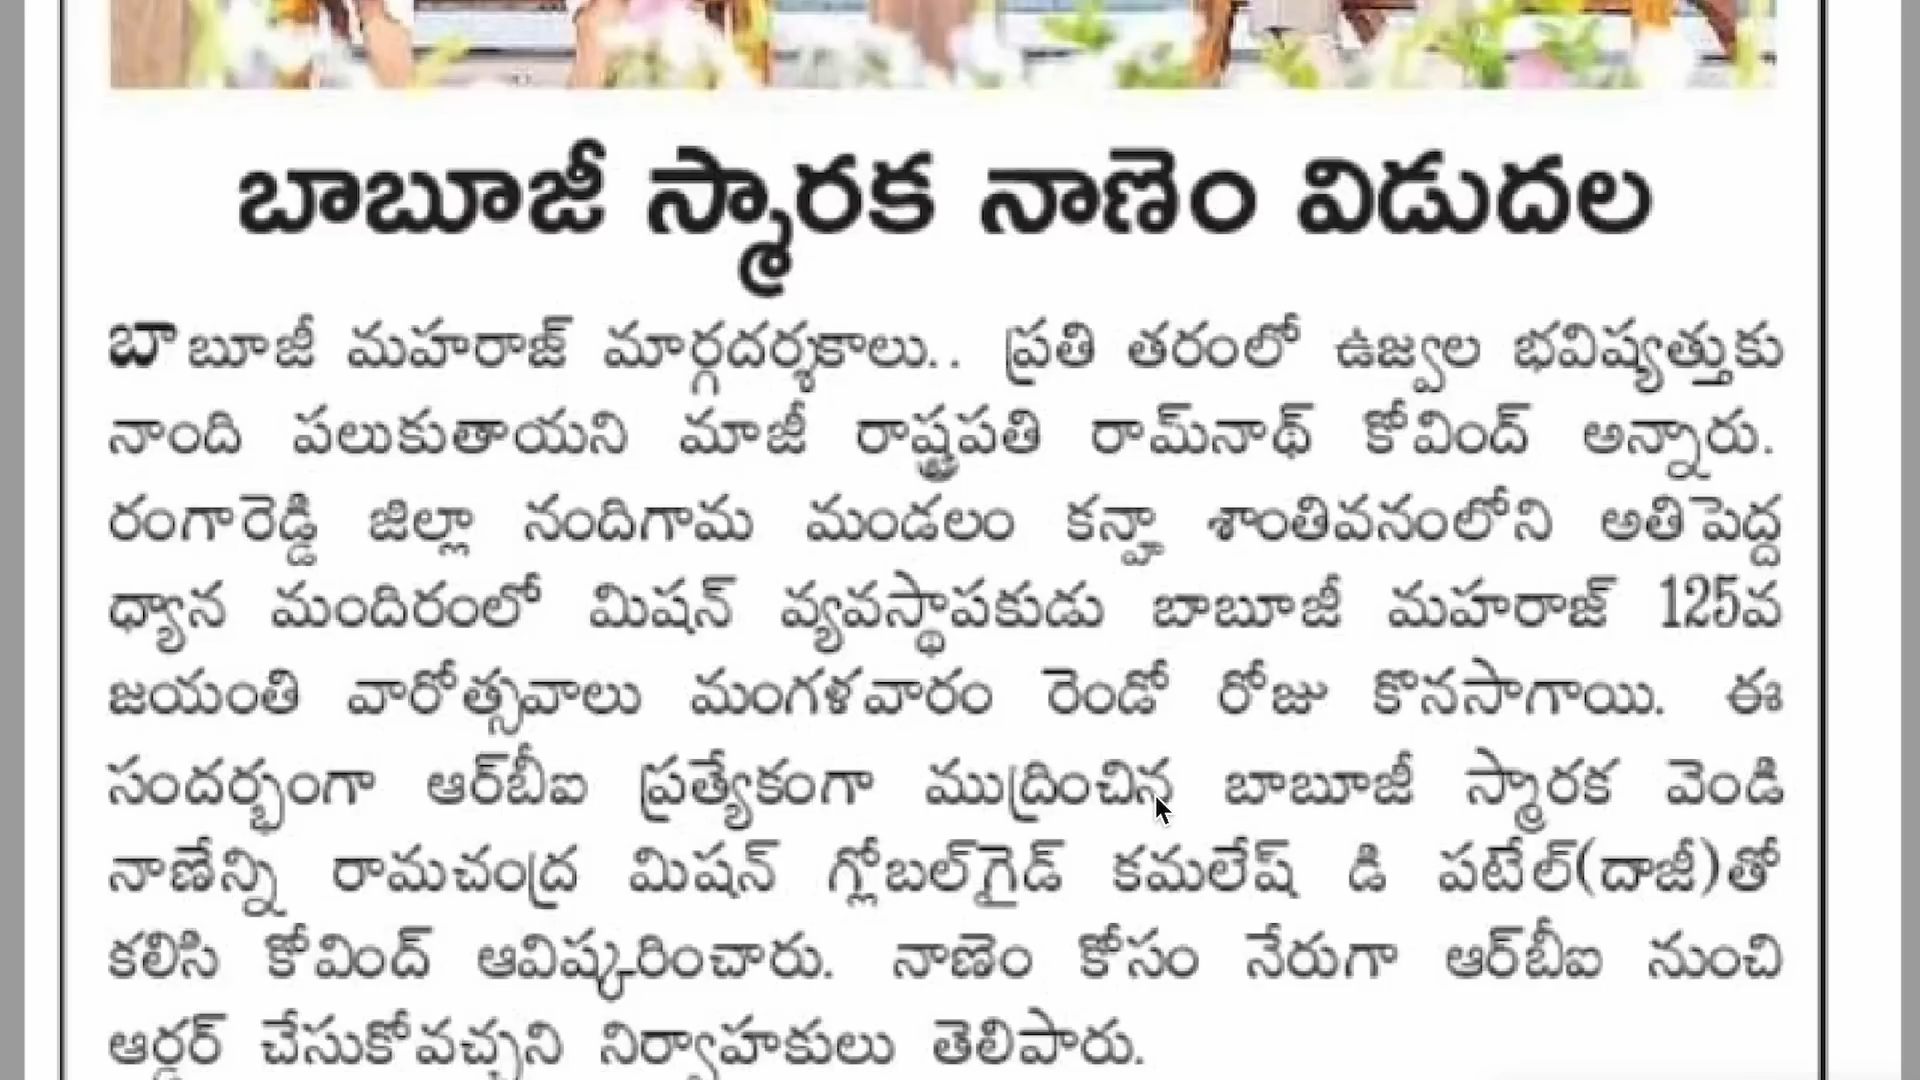 బాబూజీ స్మారక నాణెం విడుదల
బాబూజీ మహరాజ్ మార్గదర్శకాలు.. ప్రతి తరంలో ఉజ్వల భవిష్యత్తుకు
నాంది పలుకుతాయని మాజీ రాష్ట్రపతి రామ్‌నాథ్ కోవింద్ అన్నారు.
రంగారెడ్డి జిల్లా నందిగామ మండలం కన్హా శాంతివనంలోని అతిపెద్ద
ధ్యాన మందిరంలో మిషన్ వ్యవస్థాపకుడు బాబూజీ మహరాజ్ 125వ
జయంతి వారోత్సవాలు మంగళవారం రెండో రోజు కొనసాగాయి. ఈ
సందర్భంగా ఆర్‌బీఐ ప్రత్యేకంగా ముద్రించిన బాబూజీ స్మారక వెండి
నాణేన్ని రామచంద్ర మిషన్ గ్లోబల్‌గైడ్ కమలేష్ డి పటేల్(దాజీ)తో
కలిసి కోవింద్ ఆవిష్కరించారు. నాణెం కోసం నేరుగా ఆర్‌బీఐ నుంచి
ఆర్డర్ చేసుకోవచ్చని నిర్వాహకులు తెలిపారు.